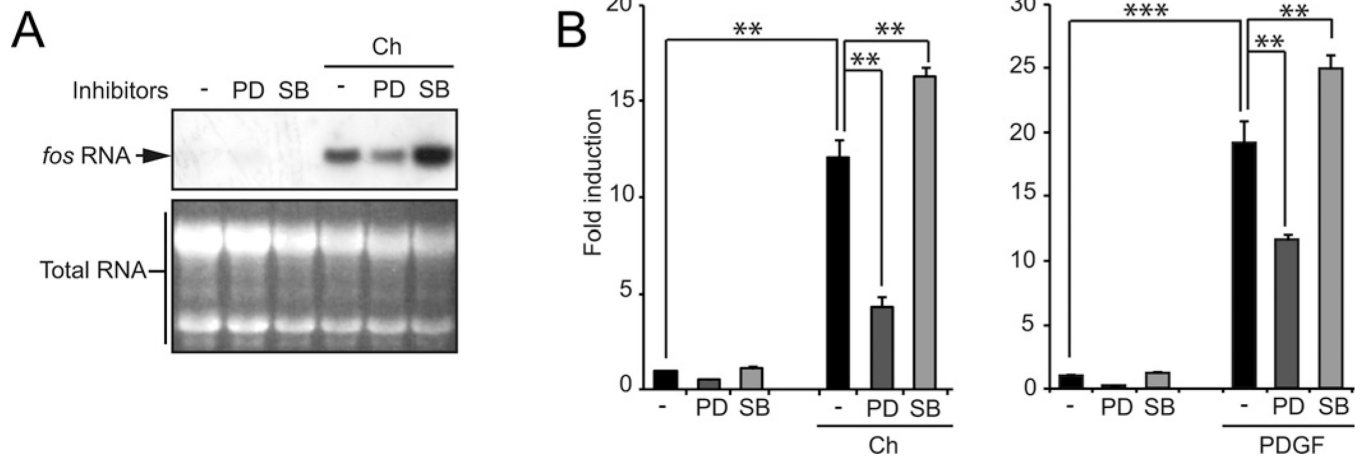 A
Ch
Inhibitors - PD SB - PD SB
fos RNA
Total RNA
B
Fold induction
20
15
10
5
0
**
**
**
- PD SB - PD SB
Ch
30
25
20
15
10
5
0
***
**
**
- PD SB - PD SB
PDGF